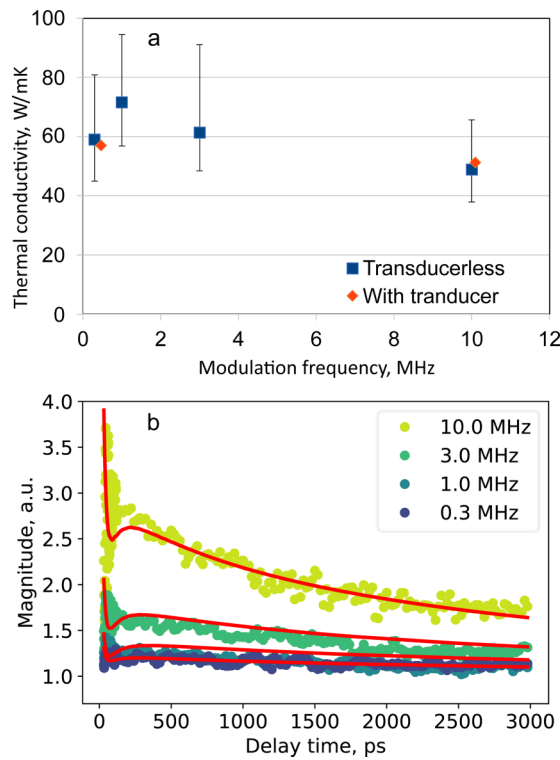 a
Thermal conductivity, W/mK
100
80
60
40
20
0
Transducerless
With tranducer
0 2 4 6 8 10 12
Modulation frequency, MHz
b
Magnitude, a.u.
4.0
3.5
3.0
2.5
2.0
1.5
1.0
10.0 MHz
3.0 MHz
1.0 MHz
0.3 MHz
0 500 1000 1500 2000 2500 3000
Delay time, ps